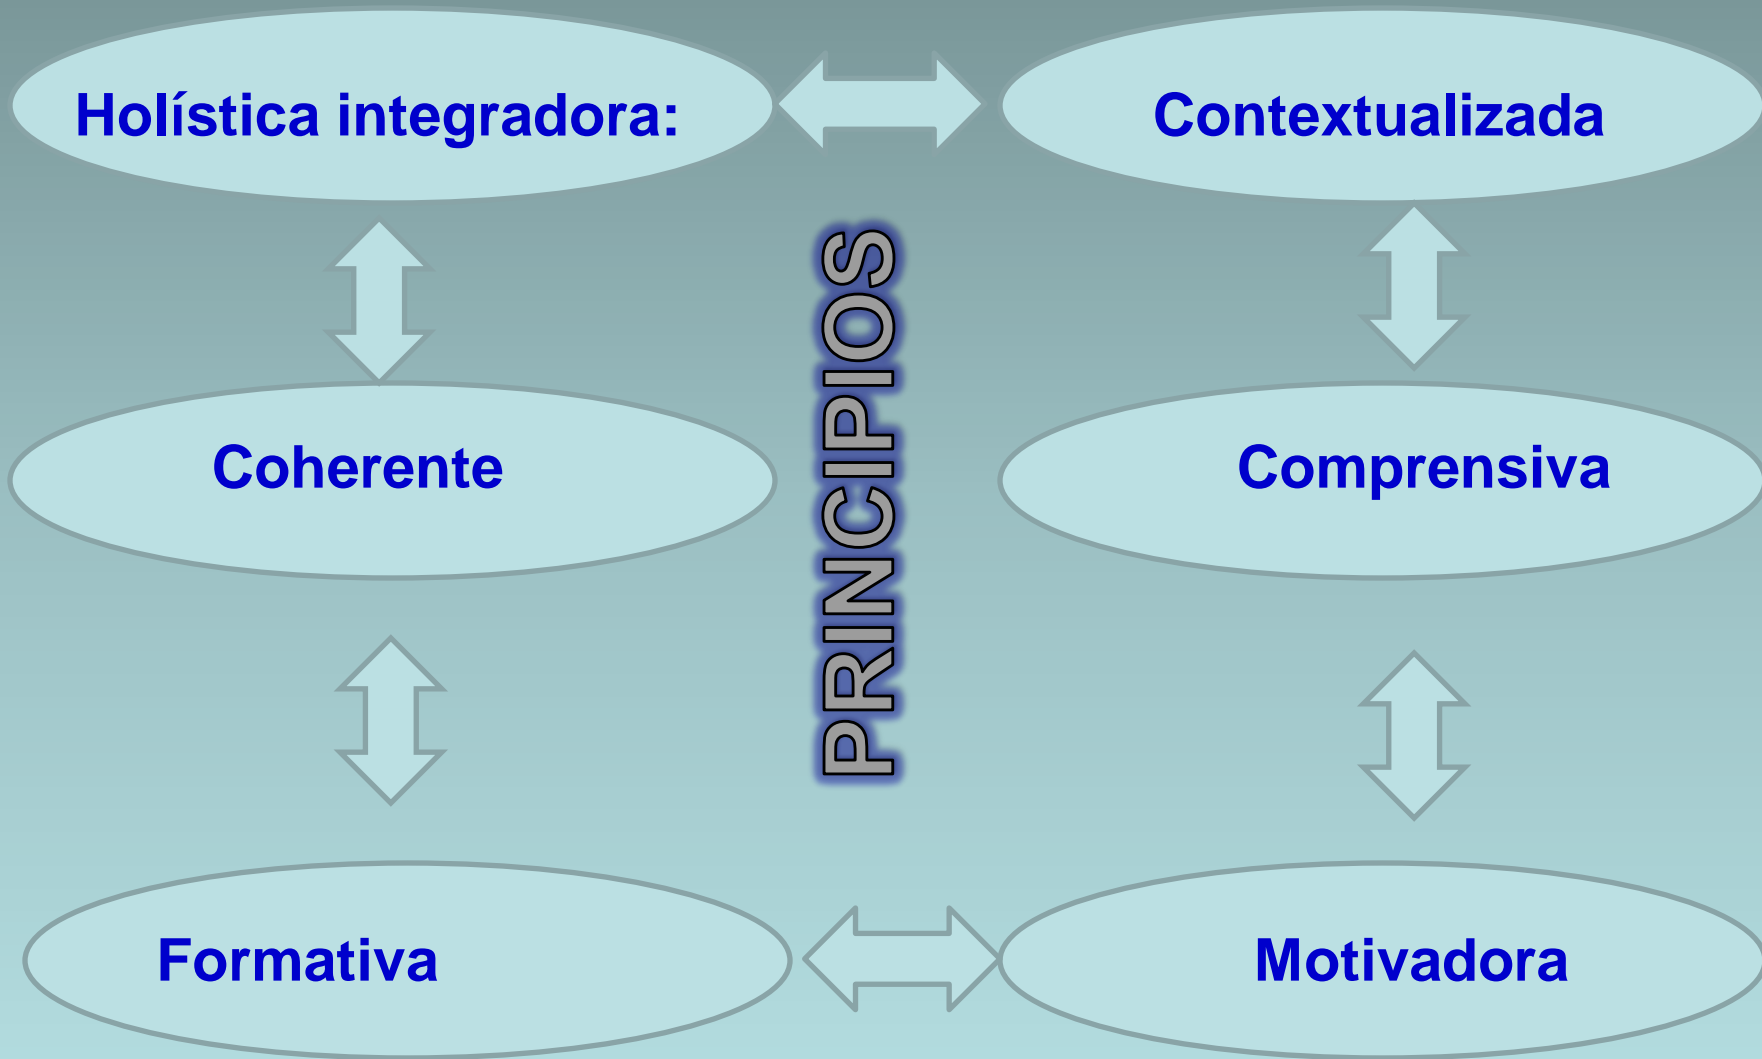 Holística integradora:
Contextualizada
PRINCIPIOS
Coherente
Comprensiva
Formativa
Motivadora